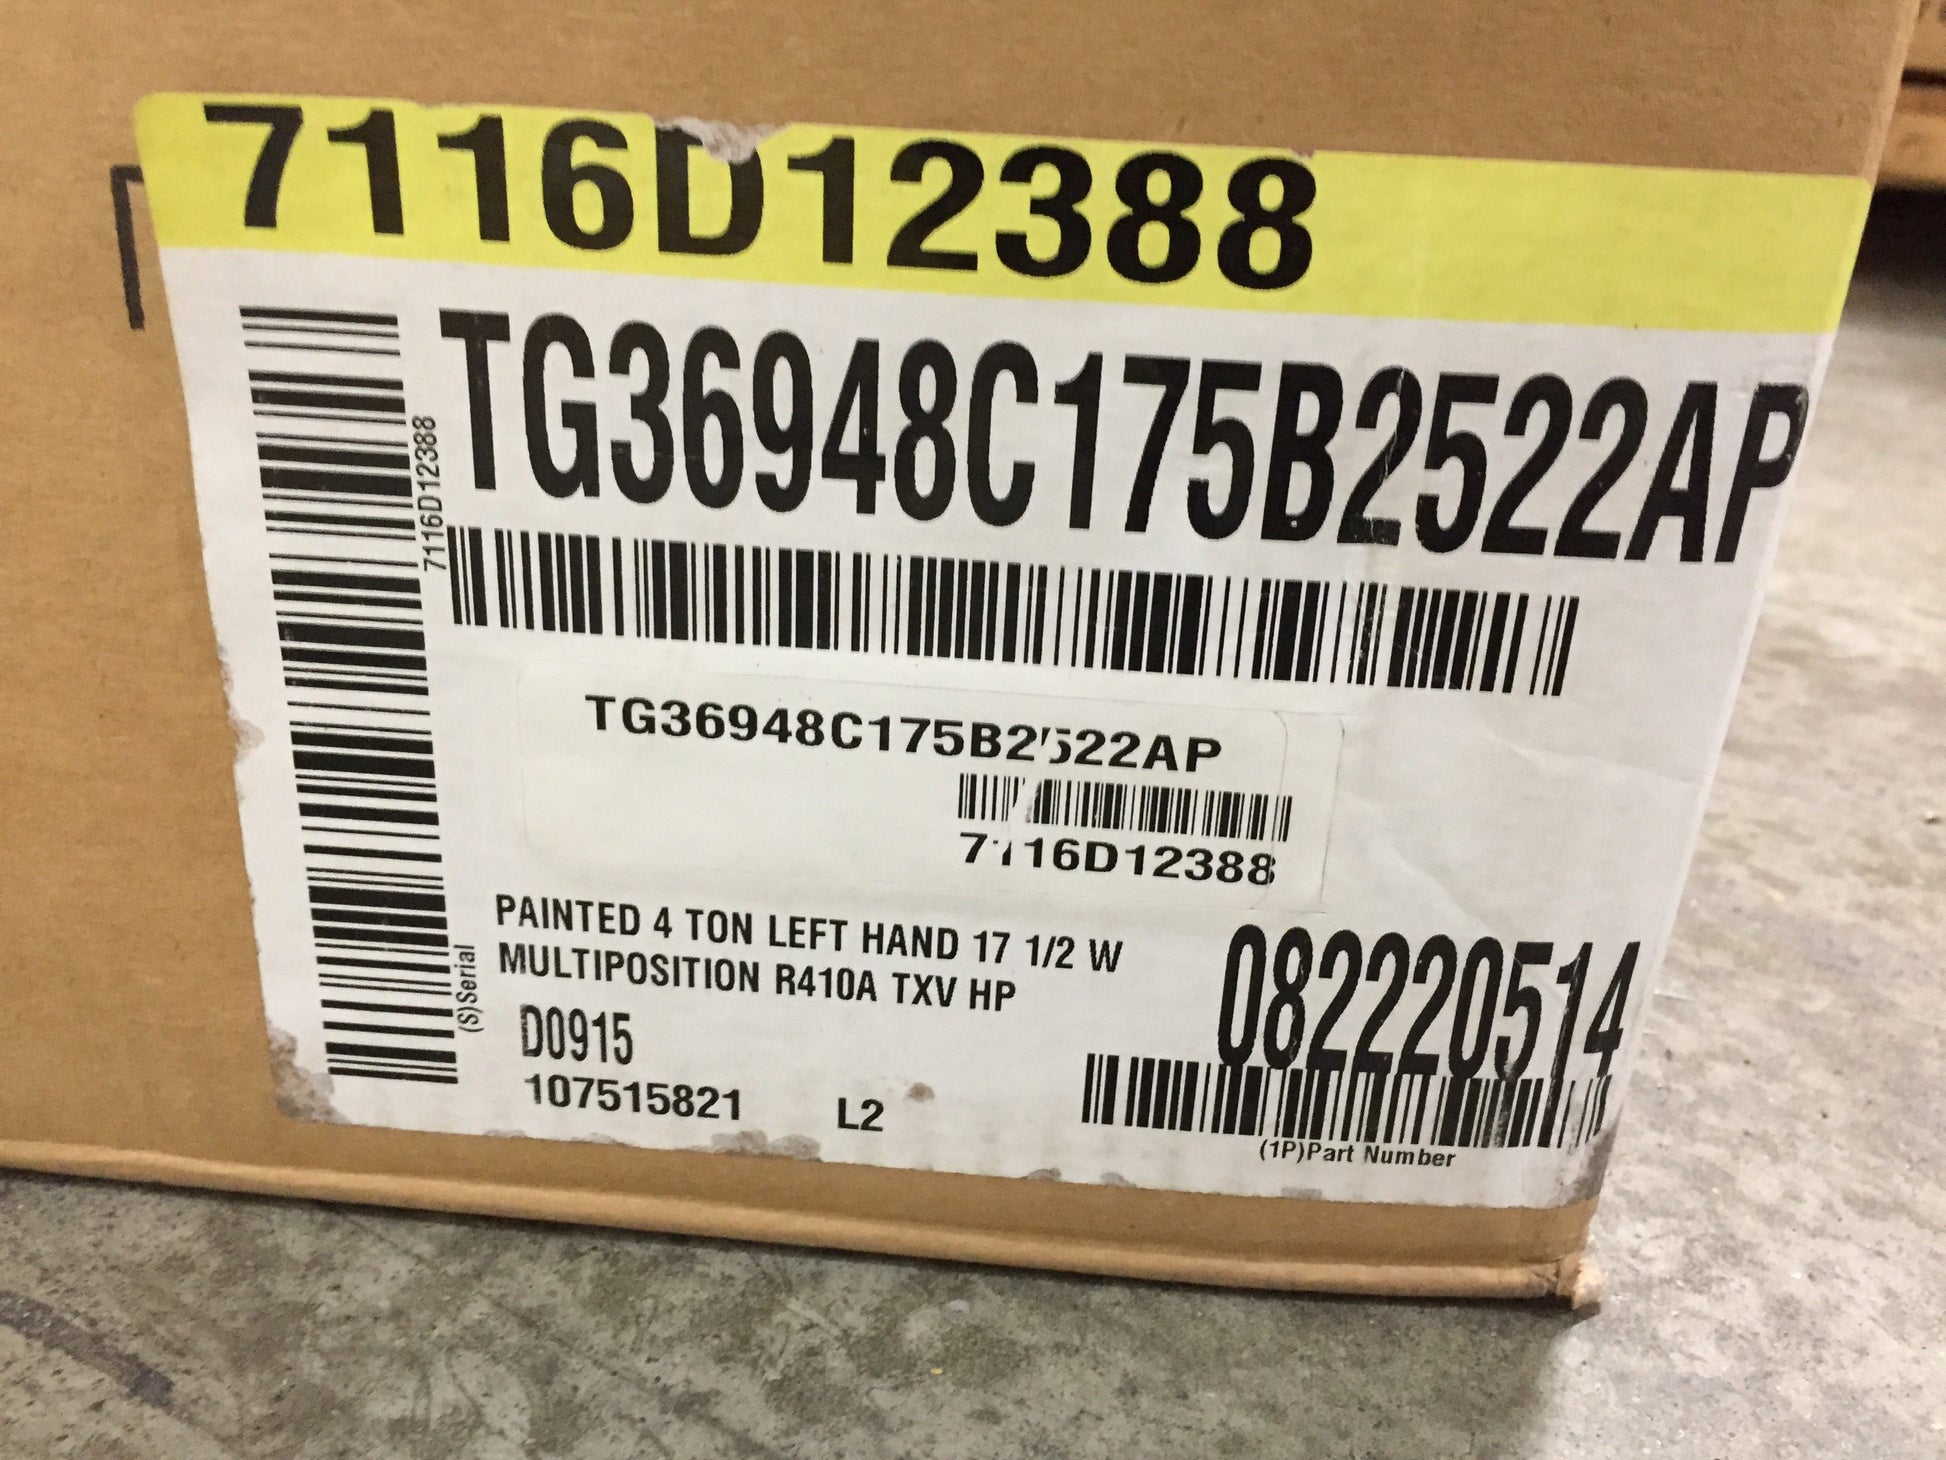 7116D12388
TG36948C175B2522AP
7116D12388
TG36948C175B2522AP
7116D12388
PAINTED 4 TON LEFT HAND 17 1/2 W
MULTIPOSITION R410A TXV HP
(S)Serial
D0915
082220514
107515821 L2
(1P)Part Number